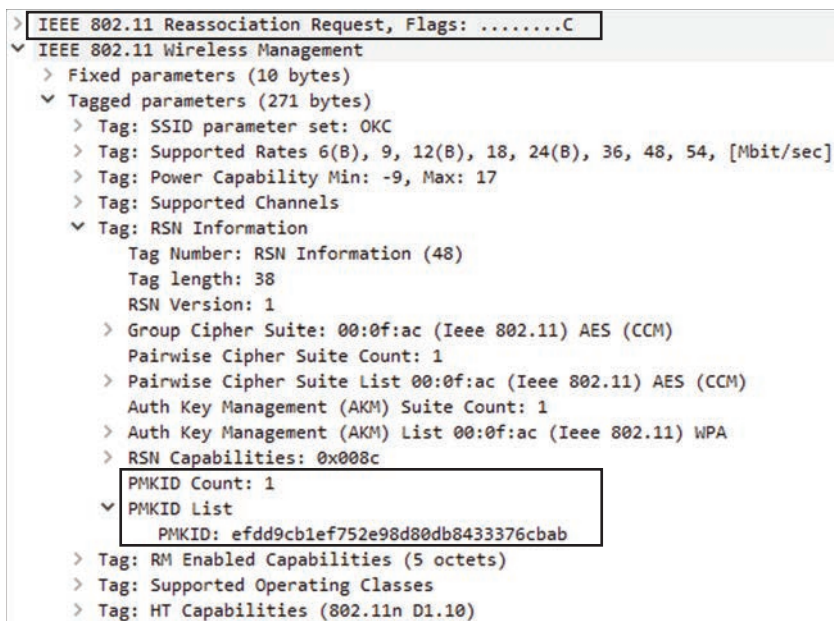 > IEEE 802.11 Reassociation Request, Flags: ........C
IEEE 802.11 Wireless Management
> Fixed parameters (10 bytes)
Tagged parameters (271 bytes)
> Tag: SSID parameter set: OKC
> Tag: Supported Rates 6(B), 9, 12(B), 18, 24(B), 36, 48, 54, [Mbit/sec]
> Tag: Power Capability Min: -9, Max: 17
> Tag: Supported Channels
Tag: RSN Information
Tag Number: RSN Information (48)
Tag length: 38
RSN Version: 1
> Group Cipher Suite: 00:0f:ac (Ieee 802.11) AES (CCM)
Pairwise Cipher Suite Count: 1
> Pairwise Cipher Suite List 00:0f:ac (Ieee 802.11) AES (CCM)
Auth Key Management (AKM) Suite Count: 1
> Auth Key Management (AKM) List 00:0f:ac (Ieee 802.11) WPA
> RSN Capabilities: 0x008c
PMKID Count: 1
PMKID List
PMKID: efdd9cb1ef752e98d80db8433376cbab
> Tag: RM Enabled Capabilities (5 octets)
> Tag: Supported Operating Classes
> Tag: HT Capabilities (802.11n D1.10)